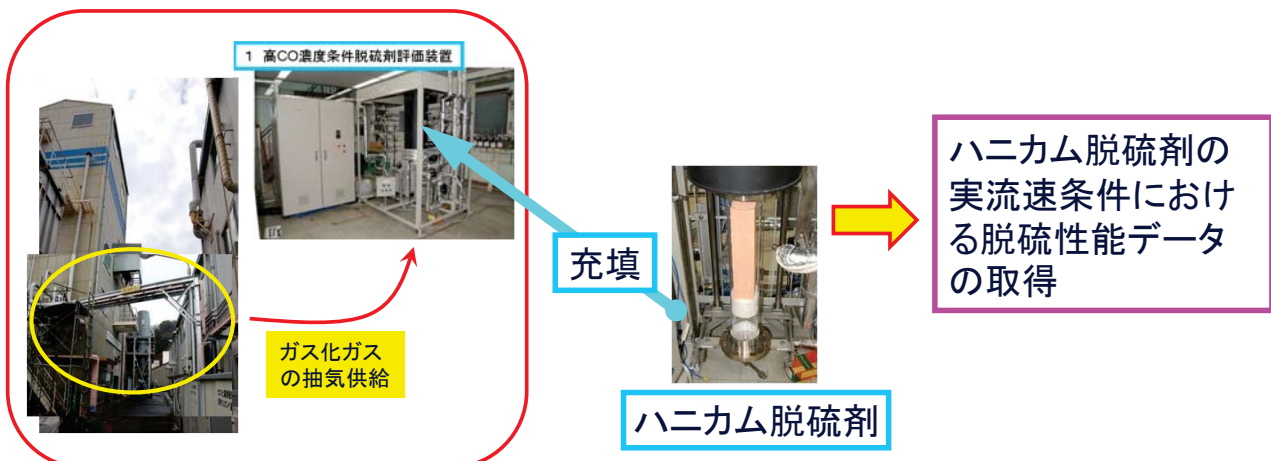 1 高CO濃度条件脱硫剤評価装置
ガス化ガス
の抽気供給
充填
ハニカム脱硫剤
ハニカム脱硫剤の
実流速条件におけ
る脱硫性能データ
の取得